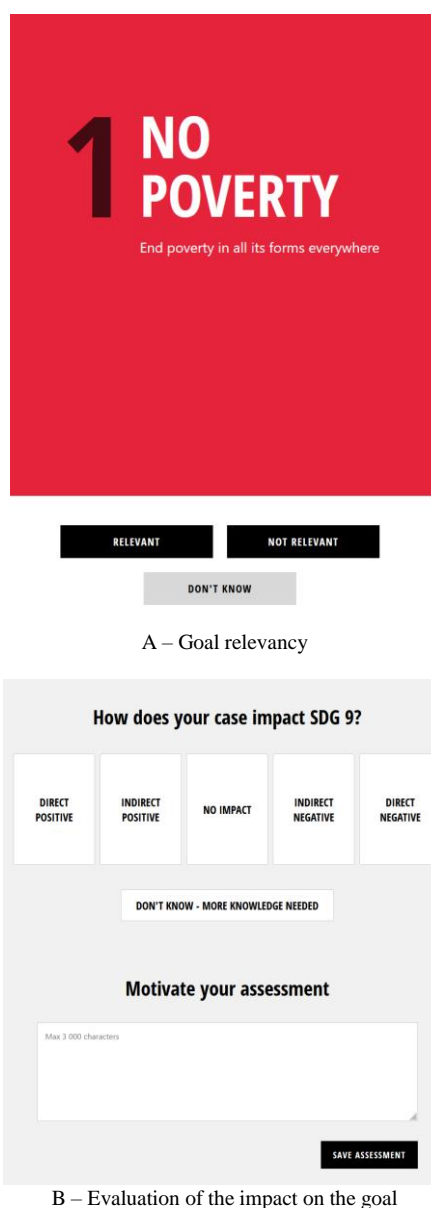 1 NO
POVERTY
End poverty in all its forms everywhere
RELEVANT NOT RELEVANT
DON'T KNOW
A – Goal relevancy
How does your case impact SDG 9?
DIRECT POSITIVE INDIRECT POSITIVE NO IMPACT INDIRECT NEGATIVE DIRECT NEGATIVE
DON'T KNOW - MORE KNOWLEDGE NEEDED
Motivate your assessment
Max 3 000 characters
SAVE ASSESSMENT
B – Evaluation of the impact on the goal